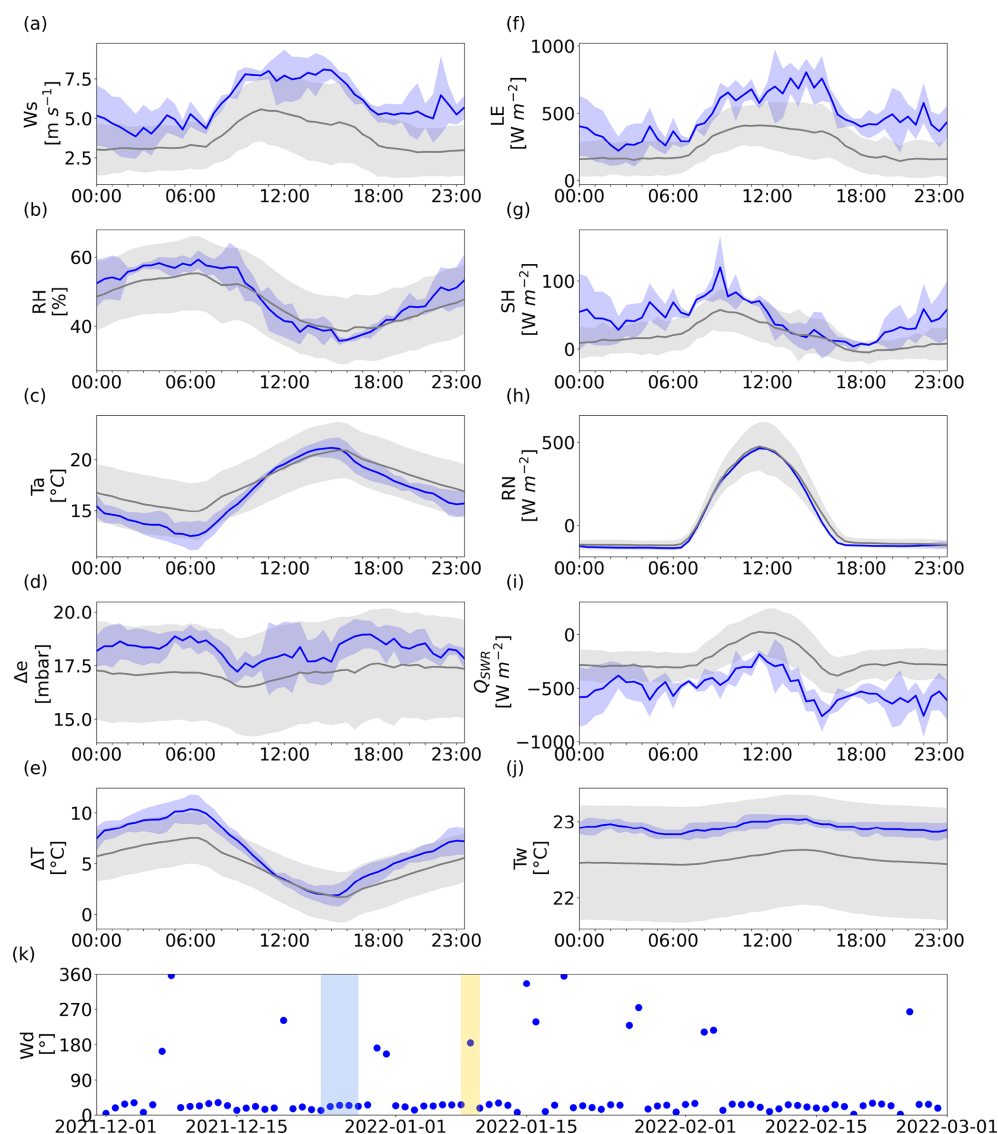 (a)
Ws
[m s⁻¹]
7.5
5.0
2.5
00:00 06:00 12:00 18:00 23:00
(b)
RH
[%]
60
40
00:00 06:00 12:00 18:00 23:00
(c)
Ta
[°C]
20
15
00:00 06:00 12:00 18:00 23:00
(d)
Δe
[mbar]
20.0
17.5
15.0
00:00 06:00 12:00 18:00 23:00
(e)
ΔT
[°C]
10
5
0
00:00 06:00 12:00 18:00 23:00
(f)
LE
[W m⁻²]
1000
500
0
00:00 06:00 12:00 18:00 23:00
(g)
SH
[W m⁻²]
100
0
00:00 06:00 12:00 18:00 23:00
(h)
RN
[W m⁻²]
500
0
00:00 06:00 12:00 18:00 23:00
(i)
Q_SWR
[W m⁻²]
0
−500
−1000
00:00 06:00 12:00 18:00 23:00
(j)
Tw
[°C]
23
22
00:00 06:00 12:00 18:00 23:00
(k)
Wd
[°]
360
270
180
90
0
2021-12-01 2021-12-15 2022-01-01 2022-01-15 2022-02-01 2022-02-15 2022-03-01